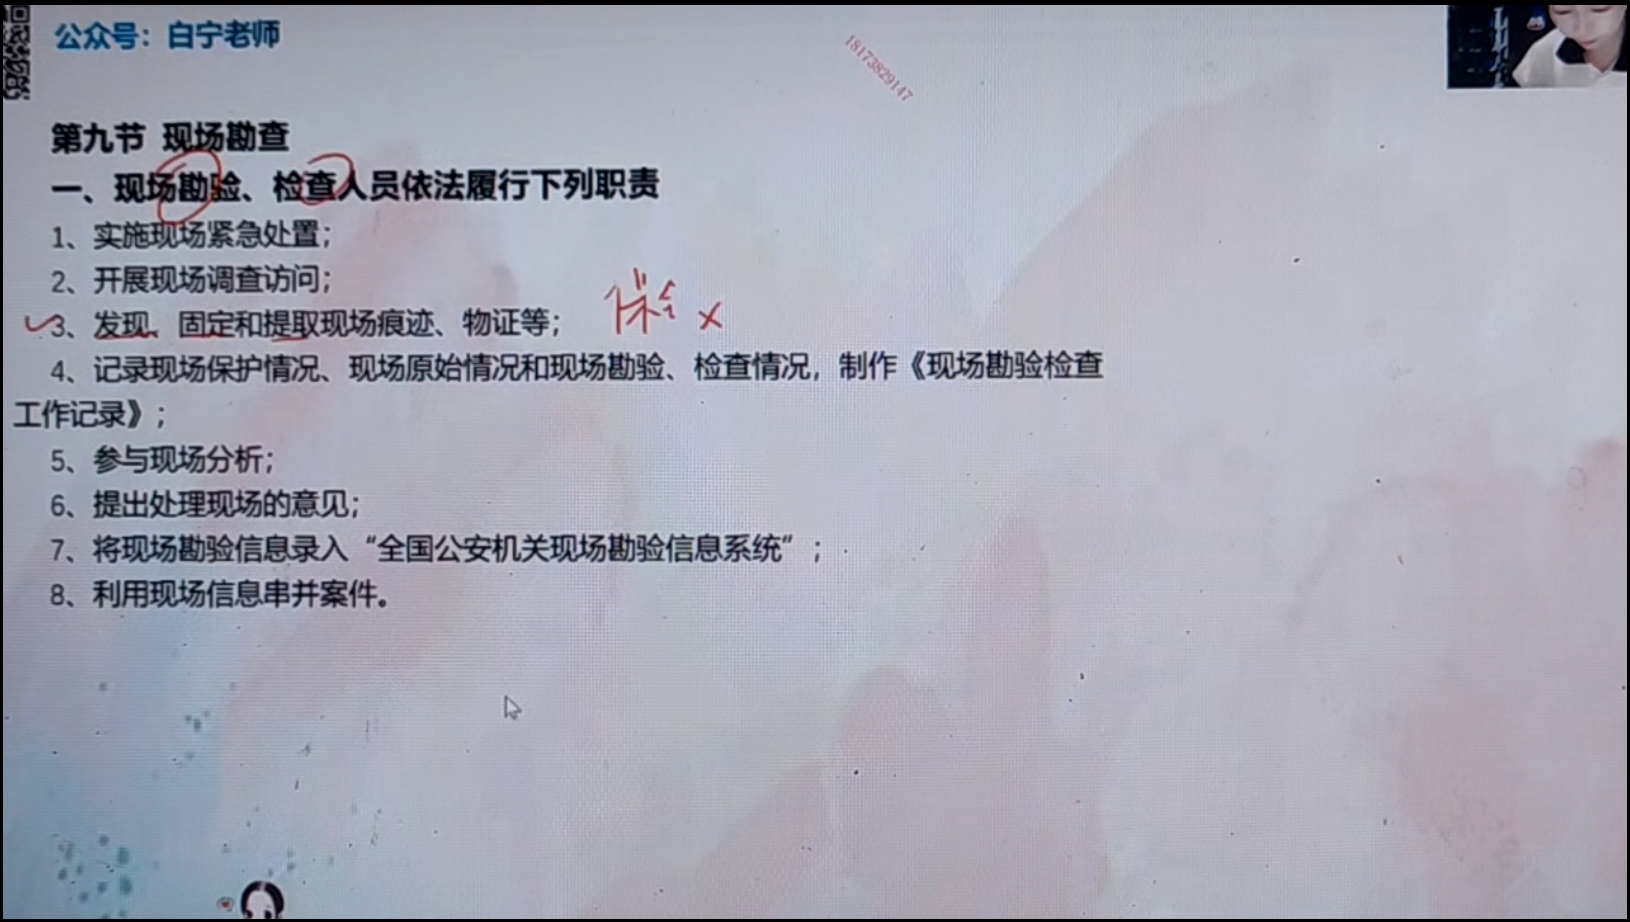 公众号：白宁老师
18173829147
第九节 现场勘查
一、现场勘验、检查人员依法履行下列职责
1、实施现场紧急处置；
2、开展现场调查访问；
3、发现、固定和提取现场痕迹、物证等；
4、记录现场保护情况、现场原始情况和现场勘验、检查情况，制作《现场勘验检查
工作记录》；
5、参与现场分析；
6、提出处理现场的意见；
7、将现场勘验信息录入“全国公安机关现场勘验信息系统”；
8、利用现场信息串并案件。